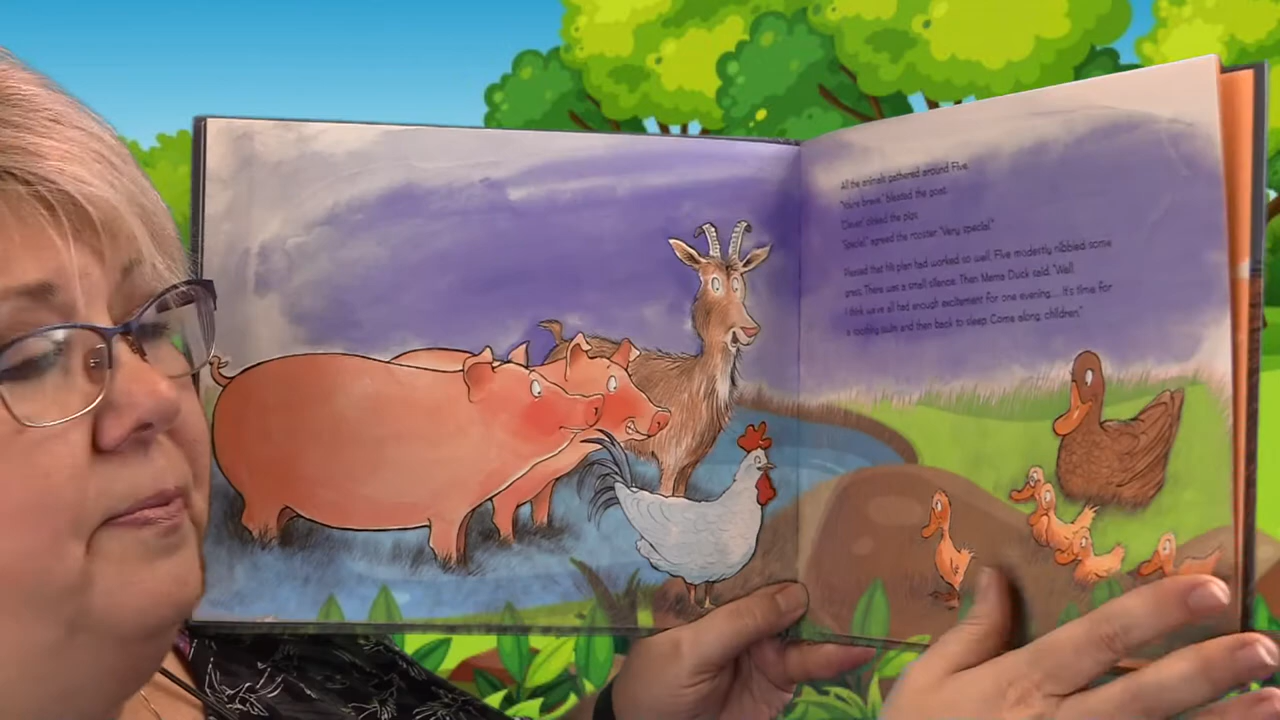 All the animals gathered around Five.
"You're brave," bleated the goat.
"Clever," oinked the pigs.
"Special," agreed the rooster. "Very special."
Pleased that his plan had worked so well, Five modestly nibbled some
grass. There was a small silence. Then Mama Duck said, "Well
I think we've all had enough excitement for one evening.... It's time for
a soothing swim and then back to sleep. Come along, children."